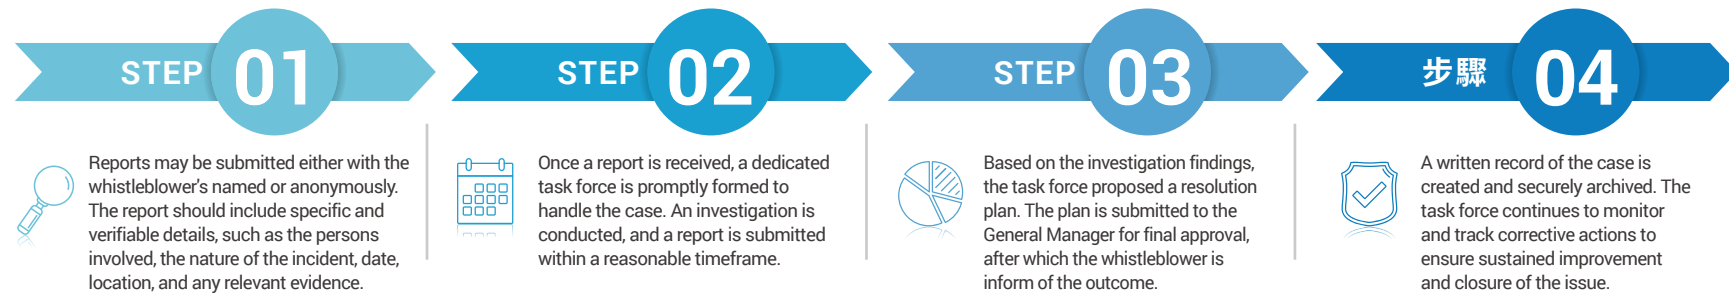 STEP 01
Reports may be submitted either with the
whistleblower's named or anonymously.
The report should include specific and
verifiable details, such as the persons
involved, the nature of the incident, date,
location, and any relevant evidence.
STEP 02
Once a report is received, a dedicated
task force is promptly formed to
handle the case. An investigation is
conducted, and a report is submitted
within a reasonable timeframe.
STEP 03
Based on the investigation findings,
the task force proposed a resolution
plan. The plan is submitted to the
General Manager for final approval,
after which the whistleblower is
inform of the outcome.
步驟 04
A written record of the case is
created and securely archived. The
task force continues to monitor
and track corrective actions to
ensure sustained improvement
and closure of the issue.